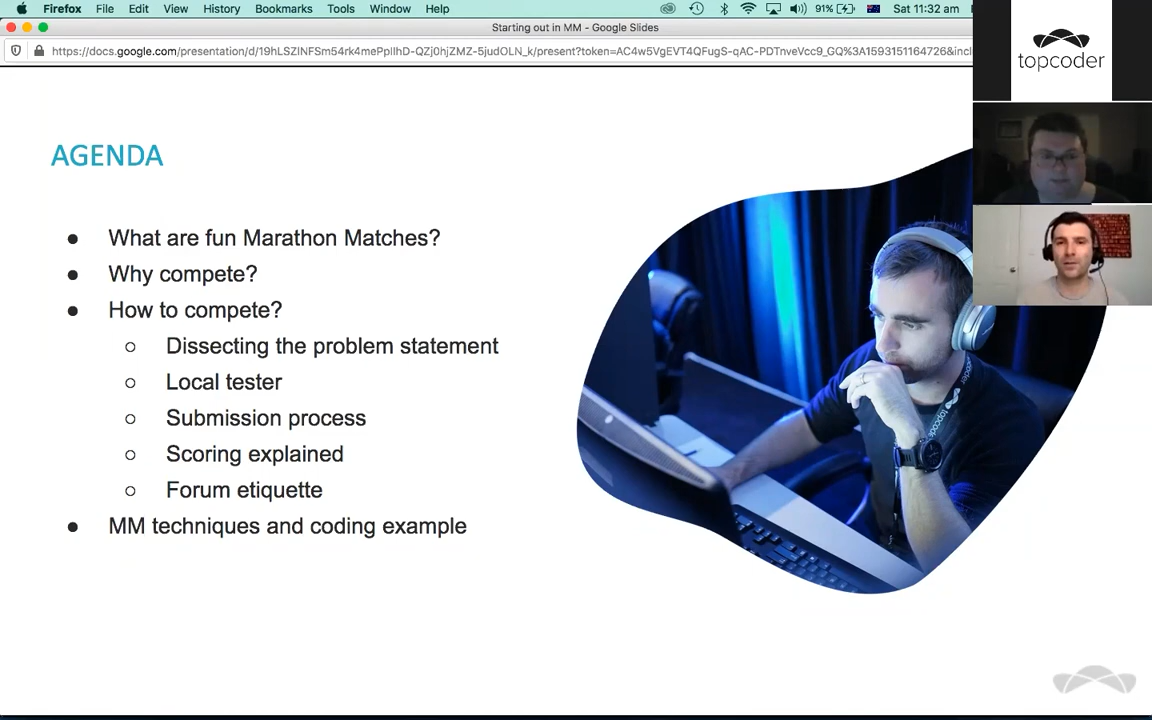 Firefox File Edit View History Bookmarks Tools Window Help 91% Sat 11:32 am
Starting out in MM - Google Slides
https://docs.google.com/presentation/d/19hLSZINFSm54rk4mePpIIhD-QZj0hjZMZ-5judOLN_k/present?token=AC4w5VgEVT4QFugS-qAC-PDTnveVcc9_GQ%3A1593151164726&incl
topcoder
AGENDA
● What are fun Marathon Matches?
● Why compete?
● How to compete?
○ Dissecting the problem statement
○ Local tester
○ Submission process
○ Scoring explained
○ Forum etiquette
● MM techniques and coding example
topcoder